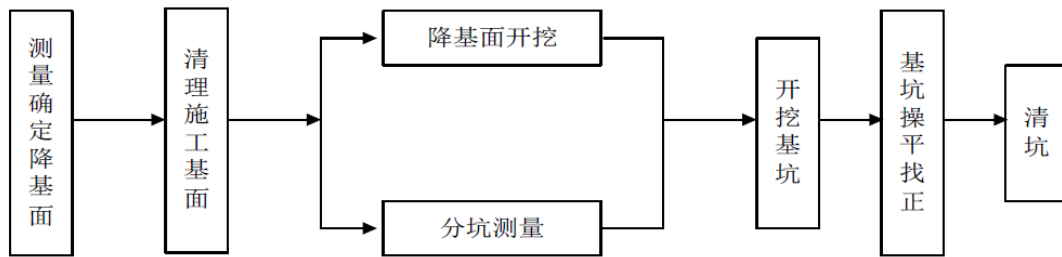 测量确定降基面
清理施工基面
降基面开挖
分坑测量
开挖基坑
基坑操平找正
清坑